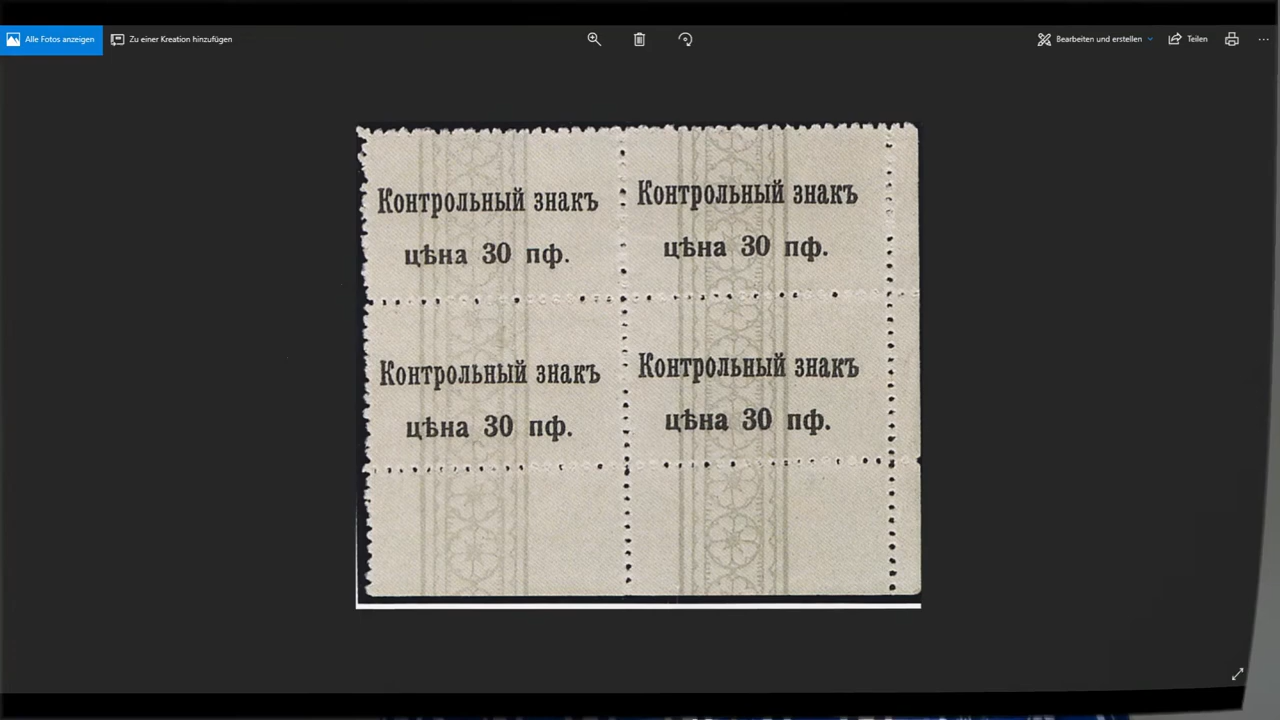 Alle Fotos anzeigen
Zu einer Kreation hinzufügen
Bearbeiten und erstellen
Teilen
Контрольный знакъ
цѣна 30 пф.
Контрольный знакъ
цѣна 30 пф.
Контрольный знакъ
цѣна 30 пф.
Контрольный знакъ
цѣна 30 пф.